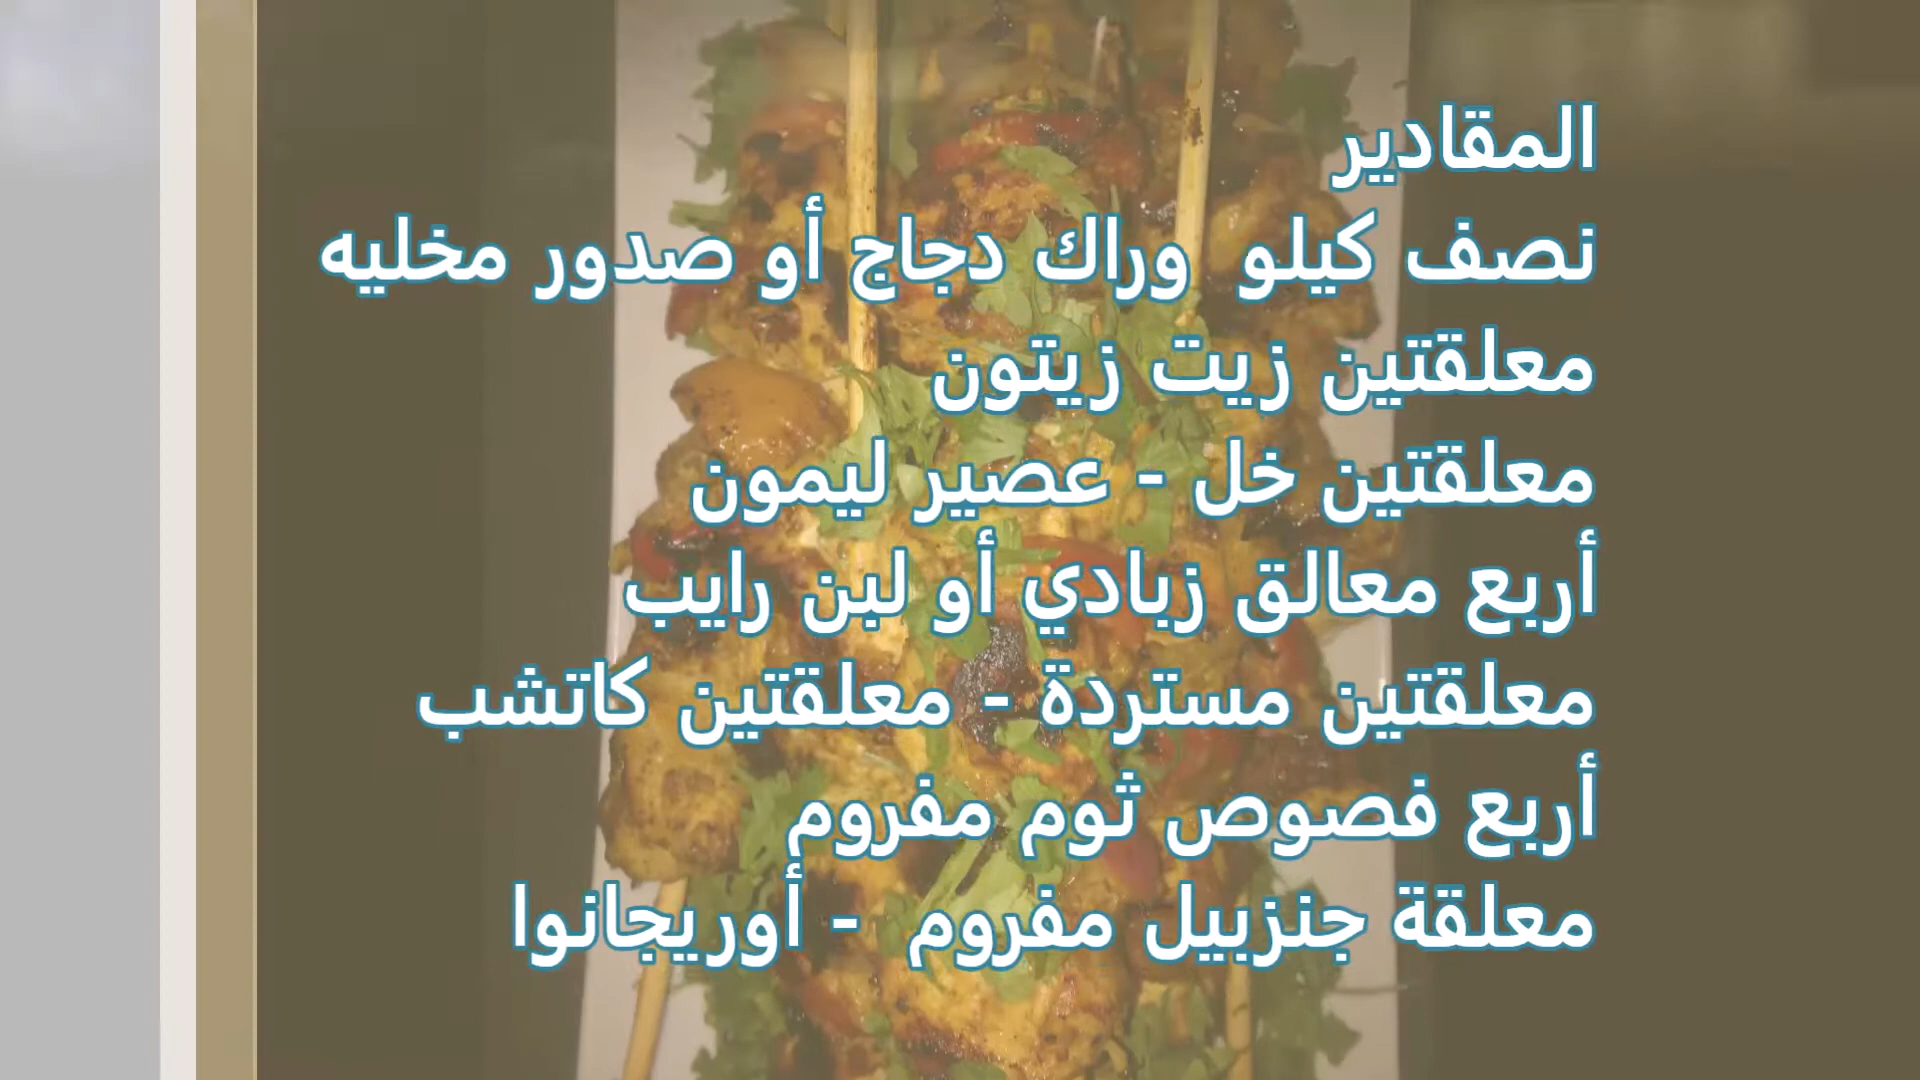 المقادير
نصف كيلو وراك دجاج أو صدور مخليه
معلقتين زيت زيتون
معلقتين خل - عصير ليمون
أربع معالق زبادي أو لبن رايب
معلقتين مستردة - معلقتين كاتشب
أربع فصوص ثوم مفروم
معلقة جنزبيل مفروم - أوريجانوا